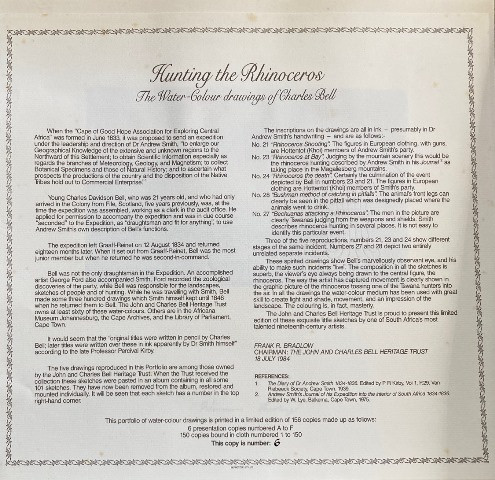 Hunting the Rhinoceros
The Water-Colour drawings of Charles Bell
When the "Cape of Good Hope Association for Exploring Central
Africa" was formed in June 1833, it was proposed to send an expedition
under the leadership and direction of Dr Andrew Smith, "to enlarge our
Geographical Knowledge of the extensive and unknown regions to the
Northward of this Settlement; to obtain Scientific Information especially as
regards the branches of Meteorology, Geology, and Magnetism; to collect
Botanical Specimens and those of Natural History; and to ascertain what
prospects the productions of the country and the disposition of the Native
Tribes hold out to Commercial Enterprise.
Young Charles Davidson Bell, who was 21 years old, and who had only
arrived in the Colony from Fife, Scotland, five years previously, was, at the
time the expedition was assembled, working as a clerk in the audit office. He
applied for permission to accompany the expedition and was in due course
"seconded" to the Expedition, as "draughtsman and fit for anything", to use
Andrew Smith's own description of Bell's functions.
The expedition left Graaff-Reinet on 12 August 1834 and returned
eighteen months later. When it set out from Graaff-Reinet, Bell was the most
junior member but when he returned he was second-in-command.
Bell was not the only draughtsman in the Expedition. An accomplished
artist George Ford also accompanied Smith. Ford recorded the zoological
discoveries of the party, while Bell was responsible for the landscapes,
sketches of people and of hunting. While he was travelling with Smith, Bell
made some three hundred drawings which Smith himself kept until 1848
when he returned them to Bell. The John and Charles Bell Heritage Trust
owns at least sixty of these water-colours. Others are in the Africana
Museum Johannesburg, the Cape Archives, and the Library of Parliament,
Cape Town.
It would seem that the "original titles were written in pencil by Charles
Bell; later titles were written over these in ink apparently by Dr Smith himself"
according to the late Professor Percival Kirby.
The five drawings reproduced in this Portfolio are among those owned
by the John and Charles Bell Heritage Trust: When the Trust received the
collection these sketches were pasted in an album containing in all some
101 sketches. They have now been removed from the album, restored and
mounted individually. It will be seen that each sketch has a number in the top
right-hand corner.
The inscriptions on the drawings are all in ink — presumably in Dr
Andrew Smith's handwriting — and are as follows:
No. 21 "Rhinoceros Shooting". The figures in European clothing, with guns,
are Hottentot (Khoi) members of Smith's party.
No. 23 "Rhinoceros at Bay". Judging by the mountain scenery this would be
the rhinoceros hunting described by Andrew Smith in his Journal as
taking place in the Magaliesberg mountains.
No. 24 "Rhinoceros the death". Certainly the culmination of the event
depicted by Bell in numbers 23 and 21. The figures in European
clothing are Hottentot (Khoi) members of Smith's party.
No. 26 "Bushman method of catching in pitfalls". The animal's front legs can
clearly be seen in the pitfall which was designedly placed where the
animals went to drink.
No. 27 "Bechuanas attacking a Rhinoceros". The men in the picture are
clearly Tswanas judging from the weapons and shields. Smith
describes rhinoceros hunting in several places. It is not easy to
identify this particular event.
Three of the five reproductions, numbers 21, 23 and 24 show different
stages of the same incident. Numbers 27 and 26 depict two entirely
unrelated separate incidents.
These spirited drawings show Bell's marvellously observant eye, and his
ability to make such incidents "live". The composition in all the sketches is
superb, the viewer's eye always being drawn to the central figure, the
rhinoceros. The way the artist has captured movement is clearly shown in
the graphic picture of the rhinoceros tossing one of the Tswana hunters into
the air. In all the drawings the water-colour medium has been used with great
skill to create light and shade, movement, and an impression of the
landscape. The colouring is, in fact, masterly.
The John and Charles Bell Heritage Trust is proud to present this limited
edition of these exquisite little sketches by one of South Africa's most
talented nineteenth-century artists.
FRANK R. BRADLOW
CHAIRMAN: THE JOHN AND CHARLES BELL HERITAGE TRUST
18 JULY 1984
REFERENCES:
1. The Diary of Dr Andrew Smith 1834-1836. Edited by P R Kirby, Vol 1, Van
Riebeeck Society, Cape Town, 1939.
2. Andrew Smith's Journal of his Expedition into the interior of South Africa 1834-1836.
Edited by W. Lye, Balkema, Cape Town, 1975.
This portfolio of water-colour drawings is printed in a limited edition of 156 copies made up as follows:
6 presentation copies numbered A to F
150 copies bound in cloth numbered 1 to 150
This copy is number: 6